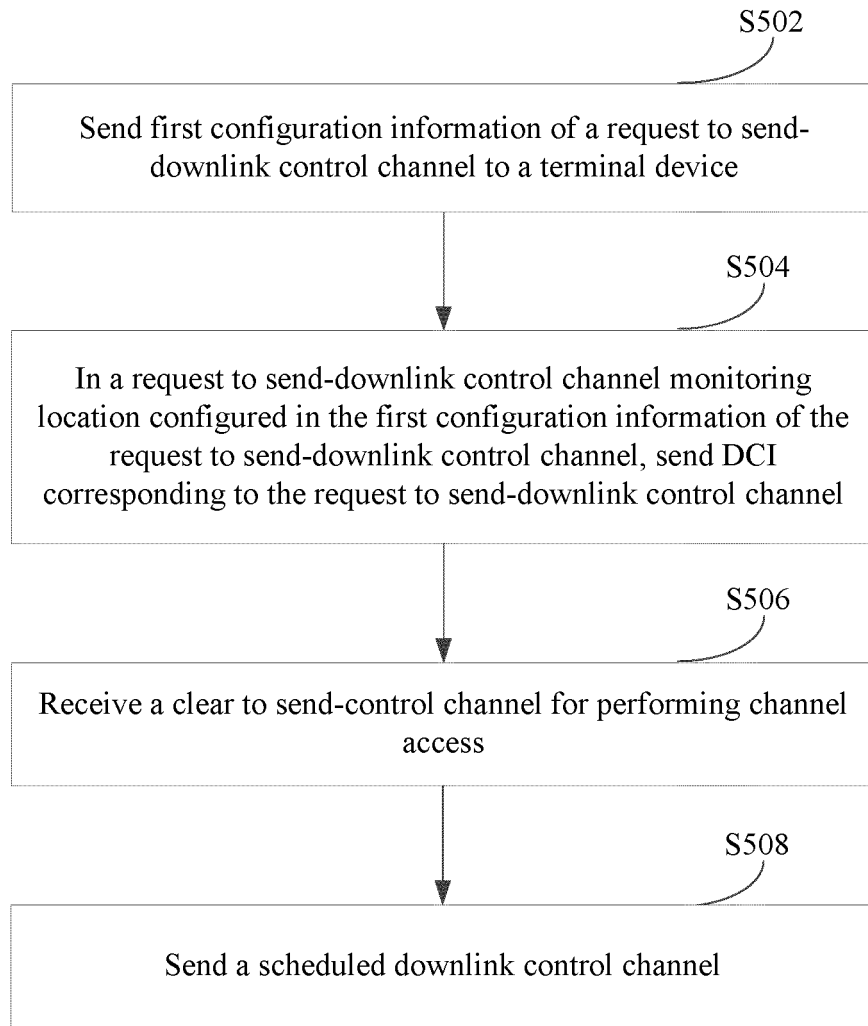 S502
Send first configuration information of a request to send-
downlink control channel to a terminal device
S504
In a request to send-downlink control channel monitoring
location configured in the first configuration information of the
request to send-downlink control channel, send DCI
corresponding to the request to send-downlink control channel
S506
Receive a clear to send-control channel for performing channel
access
S508
Send a scheduled downlink control channel